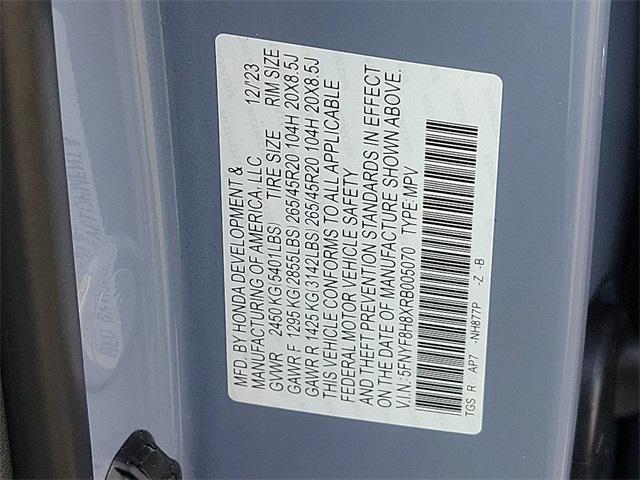 MFD. BY HONDA DEVELOPMENT &
MANUFACTURING OF AMERICA, LLC 12/'23
GVWR 2450 KG(5401LBS) TIRE SIZE RIM SIZE
GAWR F 1295 KG(2855LBS) 265/45R20 104H 20X8.5J
GAWR R 1425 KG(3142LBS) 265/45R20 104H 20X8.5J
THIS VEHICLE CONFORMS TO ALL APPLICABLE
FEDERAL MOTOR VEHICLE SAFETY
AND THEFT PREVENTION STANDARDS IN EFFECT
ON THE DATE OF MANUFACTURE SHOWN ABOVE.
V.I.N.: 5FNYF8H8XRB005070 TYPE:MPV
TGS R AP7 -NH877P -Z -B